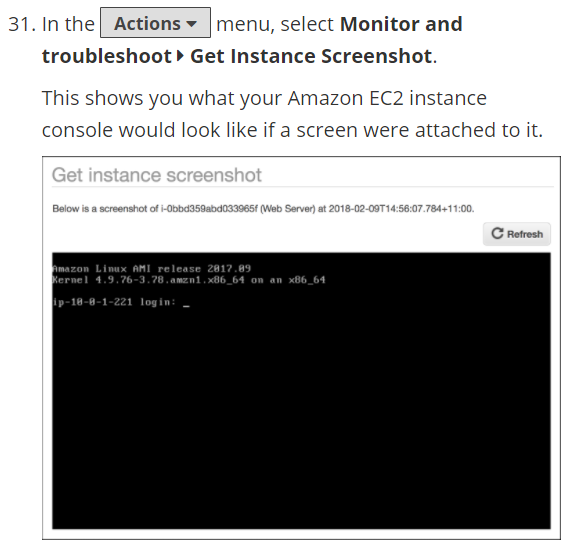 31. In the Actions menu, select Monitor and
troubleshoot Get Instance Screenshot.
This shows you what your Amazon EC2 instance
console would look like if a screen were attached to it.
Get instance screenshot
Below is a screenshot of i-0bbd359abd033965f (Web Server) at 2018-02-09T14:56:07.784+11:00.
Refresh
Amazon Linux AMI release 2017.09
Kernel 4.9.76-3.78.amzn1.x86_64 on an x86_64
ip-10-0-1-221 login: _